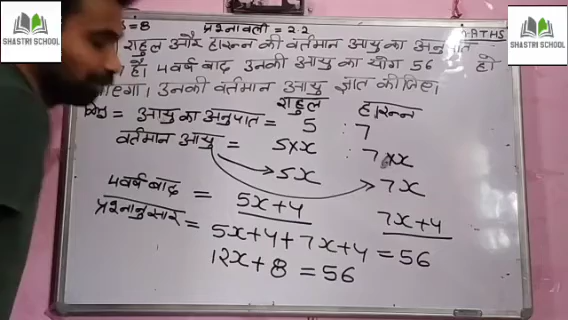 =8 प्रश्नावली = 2.2 MATHS
राहुल और हारून की वर्तमान आयु का अनुपात
है। 4 वर्ष बाद उनकी आयु का योग 56 हो
जाएगा। उनकी वर्तमान आयु ज्ञात कीजिए।
राहुल हारून
= आयु का अनुपात = 5 : 7
वर्तमान आयु = 5×x : 7×x
5x 7x
4 वर्ष बाद = 5x+4 7x+4
प्रश्नानुसार = 5x+4+7x+4 = 56
12x+8 = 56
SHASTRI SCHOOL
SHASTRI SCHOOL